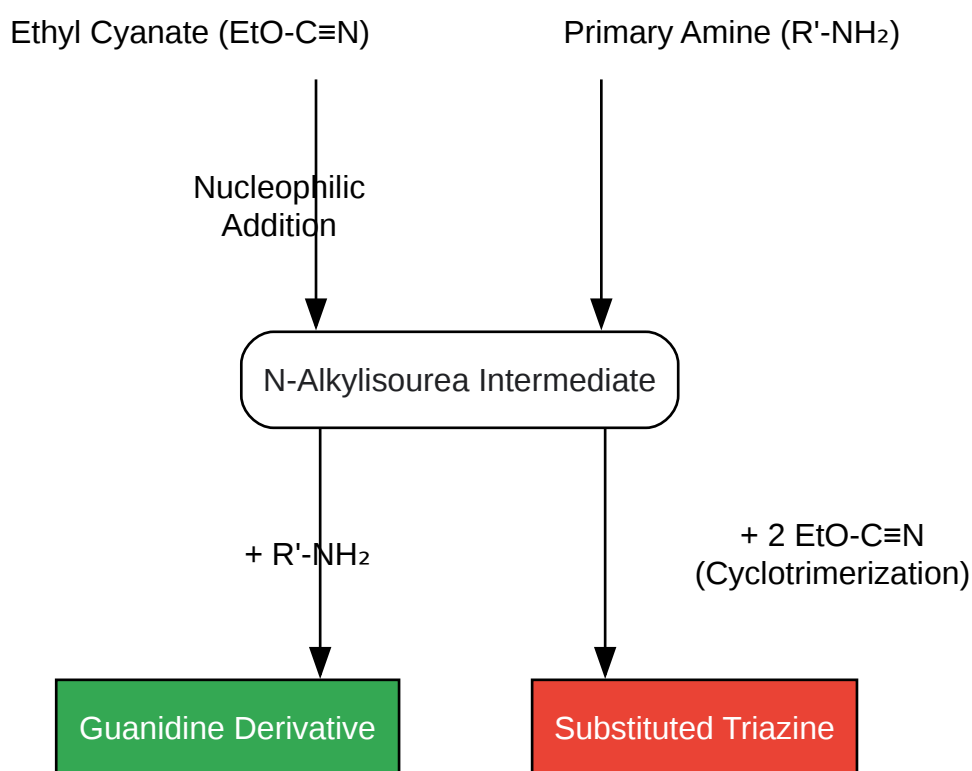 Ethyl Cyanate (EtO-C≡N)
Primary Amine (R'-NH₂)
Nucleophilic
Addition
N-Alkylisourea Intermediate
+ R'-NH₂
+ 2 EtO-C≡N
(Cyclotrimerization)
Guanidine Derivative
Substituted Triazine